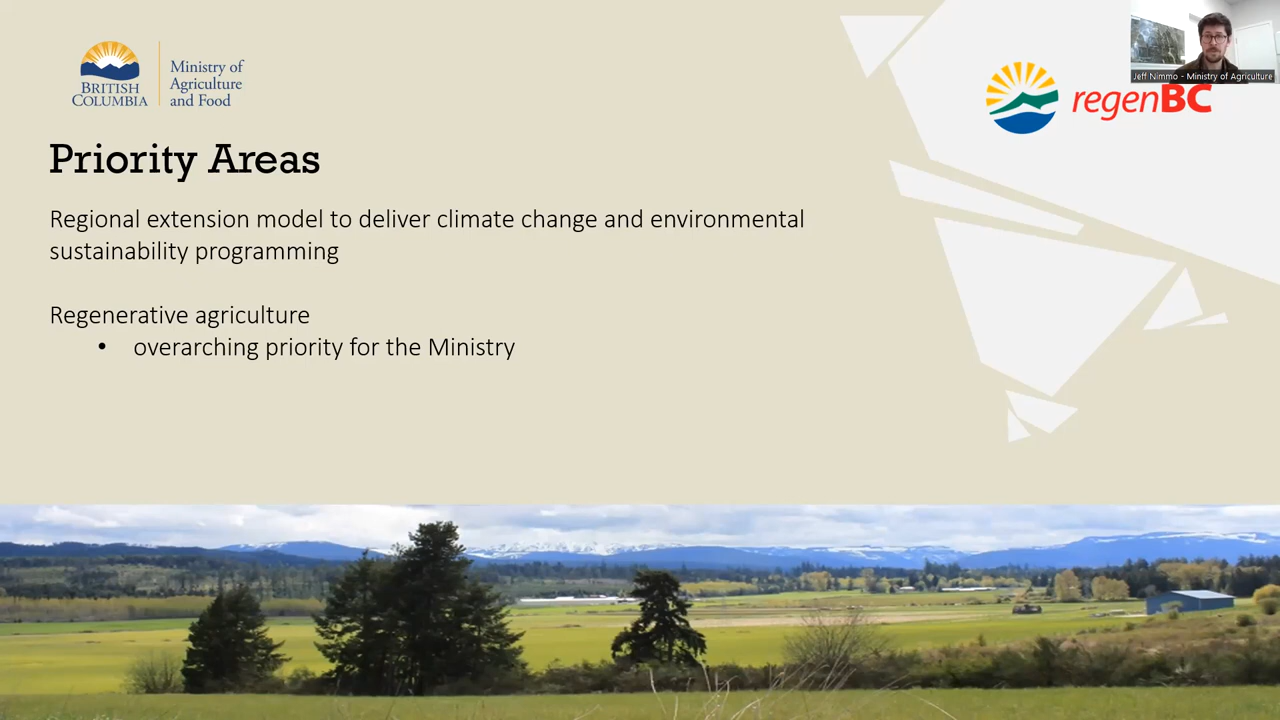 BRITISH
COLUMBIA
Ministry of
Agriculture
and Food
regenBC
Jeff Nimmo - Ministry of Agriculture
Priority Areas
Regional extension model to deliver climate change and environmental
sustainability programming
Regenerative agriculture
• overarching priority for the Ministry